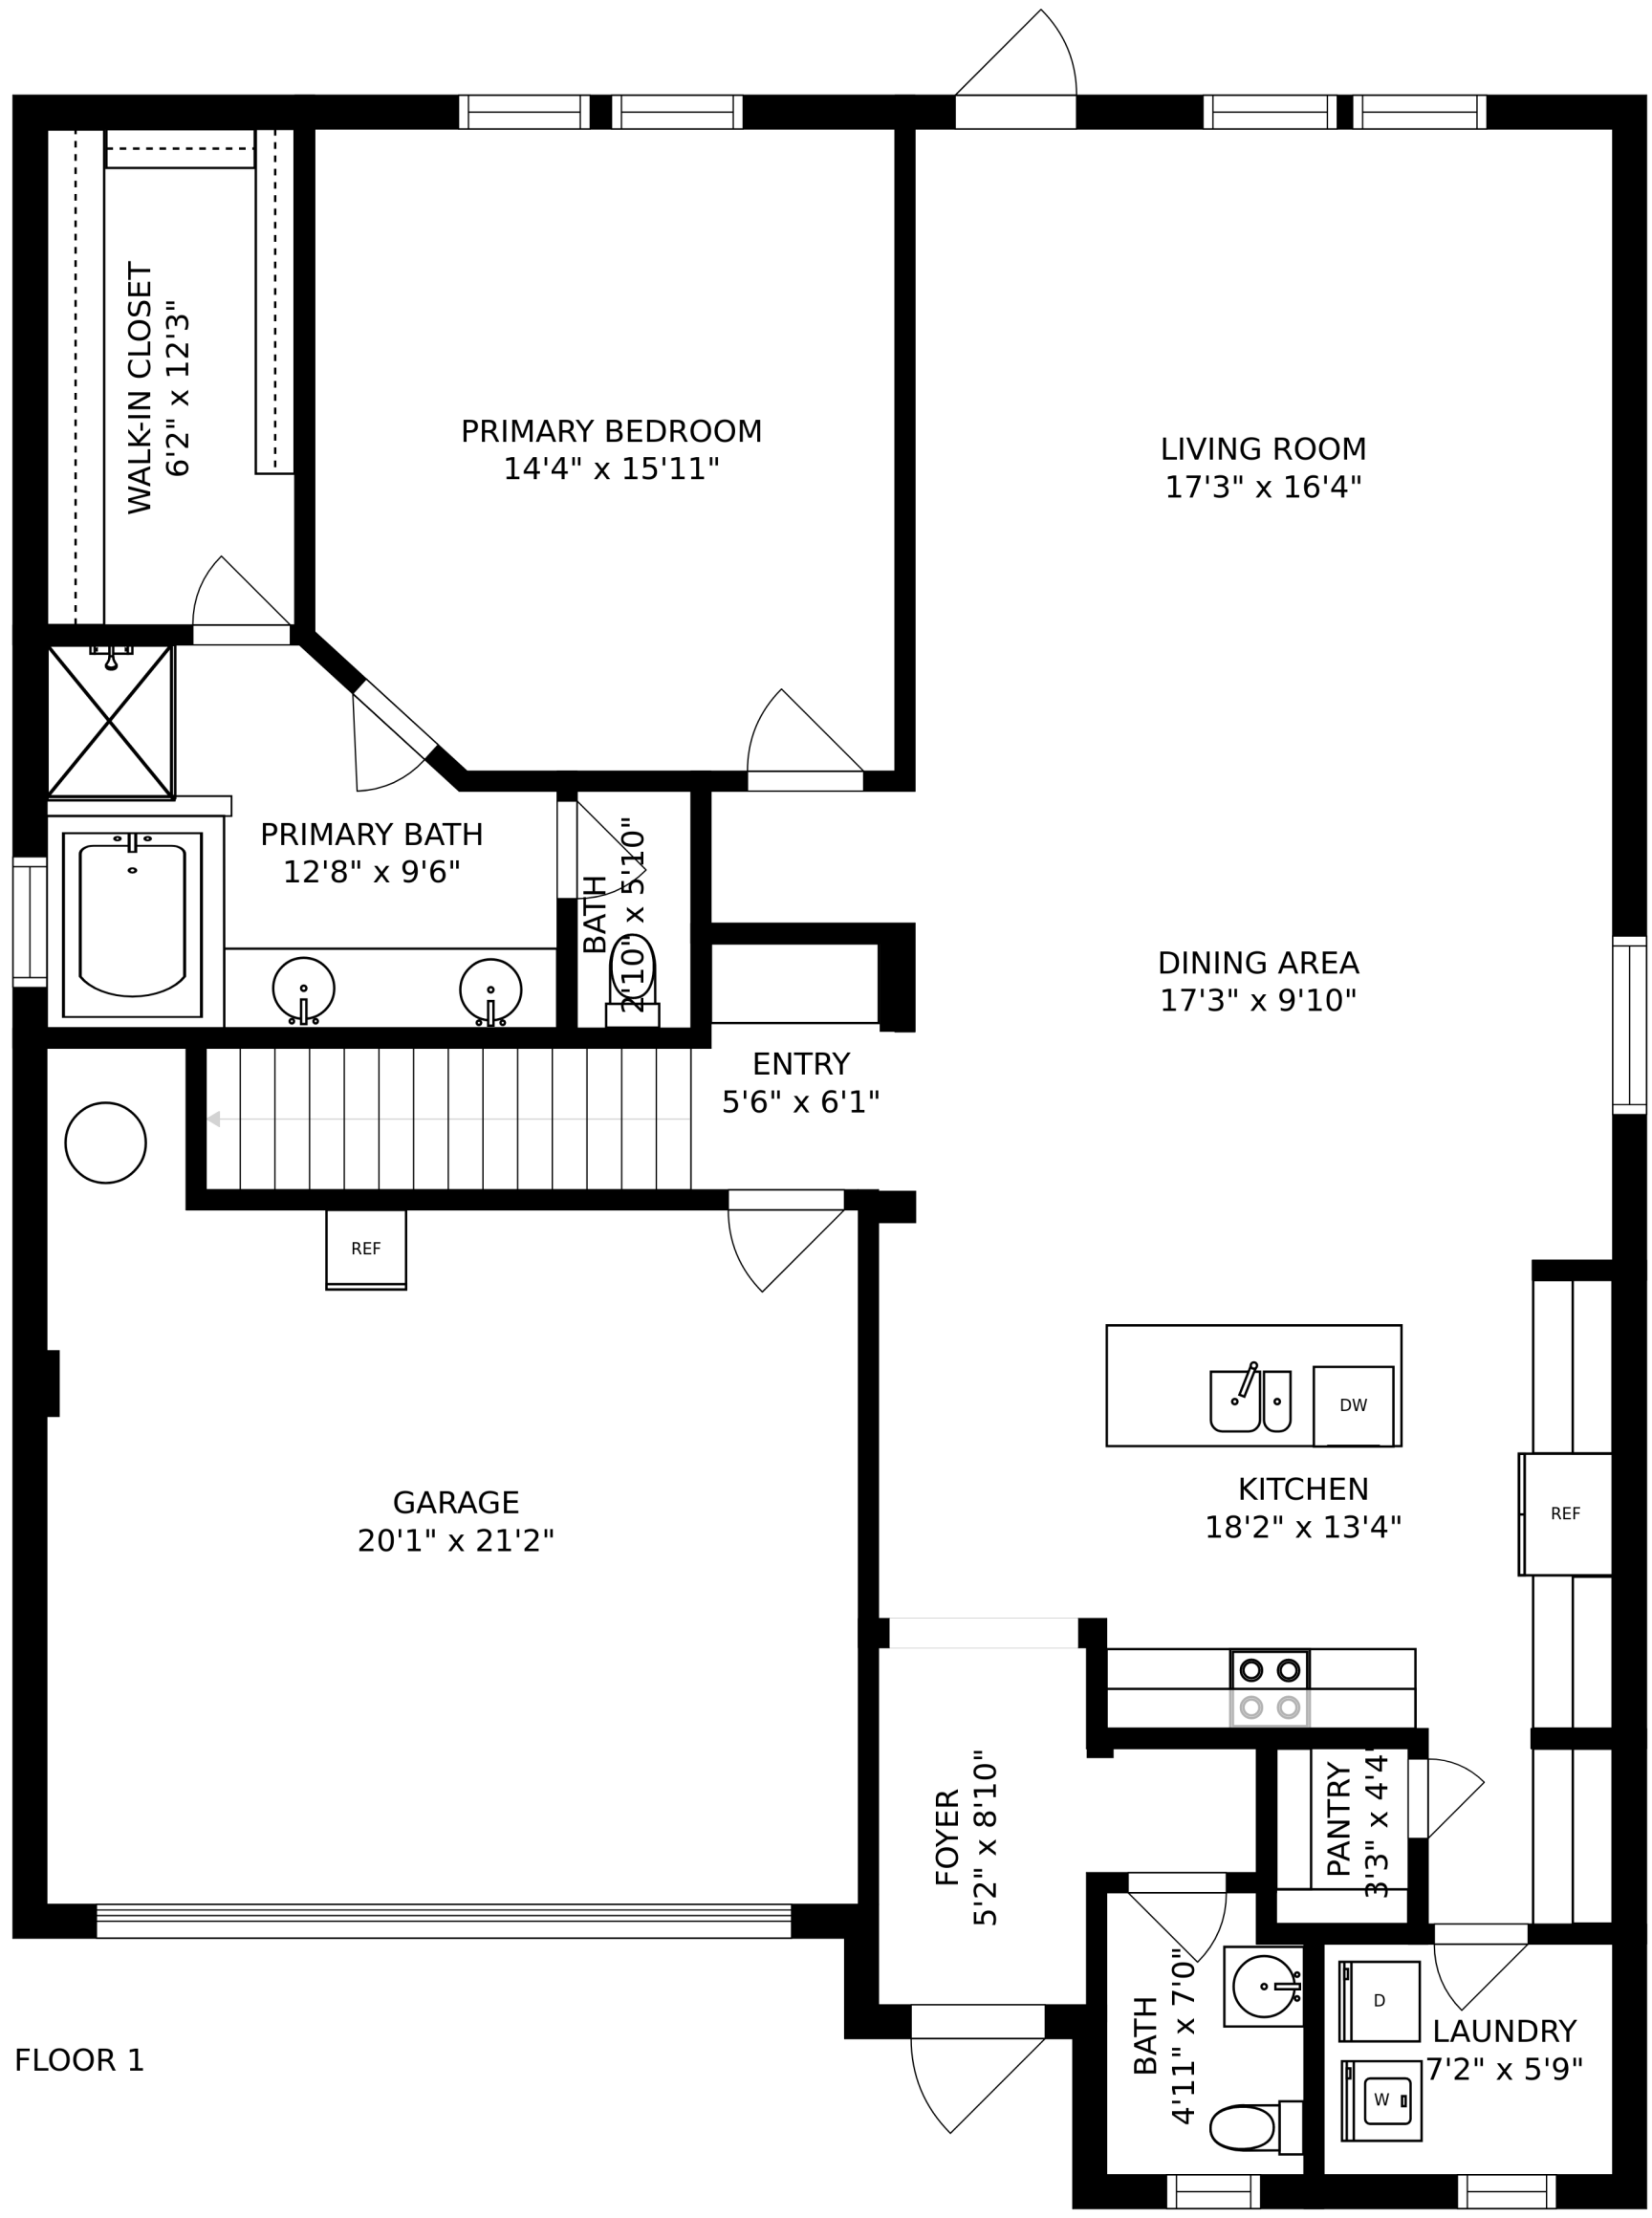 WALK-IN CLOSET
6'2" x 12'3"
PRIMARY BEDROOM
14'4" x 15'11"
LIVING ROOM
17'3" x 16'4"
PRIMARY BATH
12'8" x 9'6"
BATH
2'10" x 5'10"
DINING AREA
17'3" x 9'10"
ENTRY
5'6" x 6'1"
REF
DW
GARAGE
20'1" x 21'2"
KITCHEN
18'2" x 13'4"
REF
FOYER
5'2" x 8'10"
PANTRY
3'3" x 4'4"
BATH
4'11" x 7'0"
D
LAUNDRY
7'2" x 5'9"
W
FLOOR 1